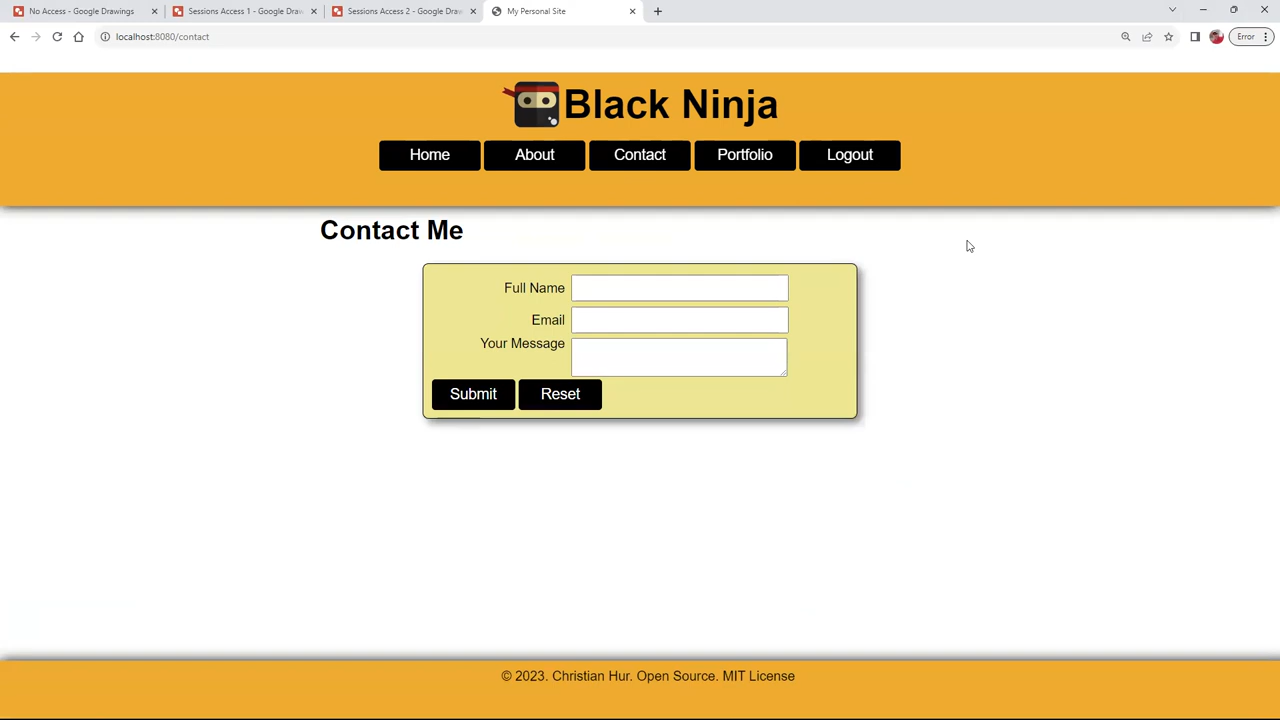 No Access - Google Drawings
Sessions Access 1 - Google Draw
Sessions Access 2 - Google Draw
My Personal Site
localhost:8080/contact
Error
Black Ninja
Home About Contact Portfolio Logout
Contact Me
Full Name
Email
Your Message
Submit Reset
© 2023. Christian Hur. Open Source. MIT License